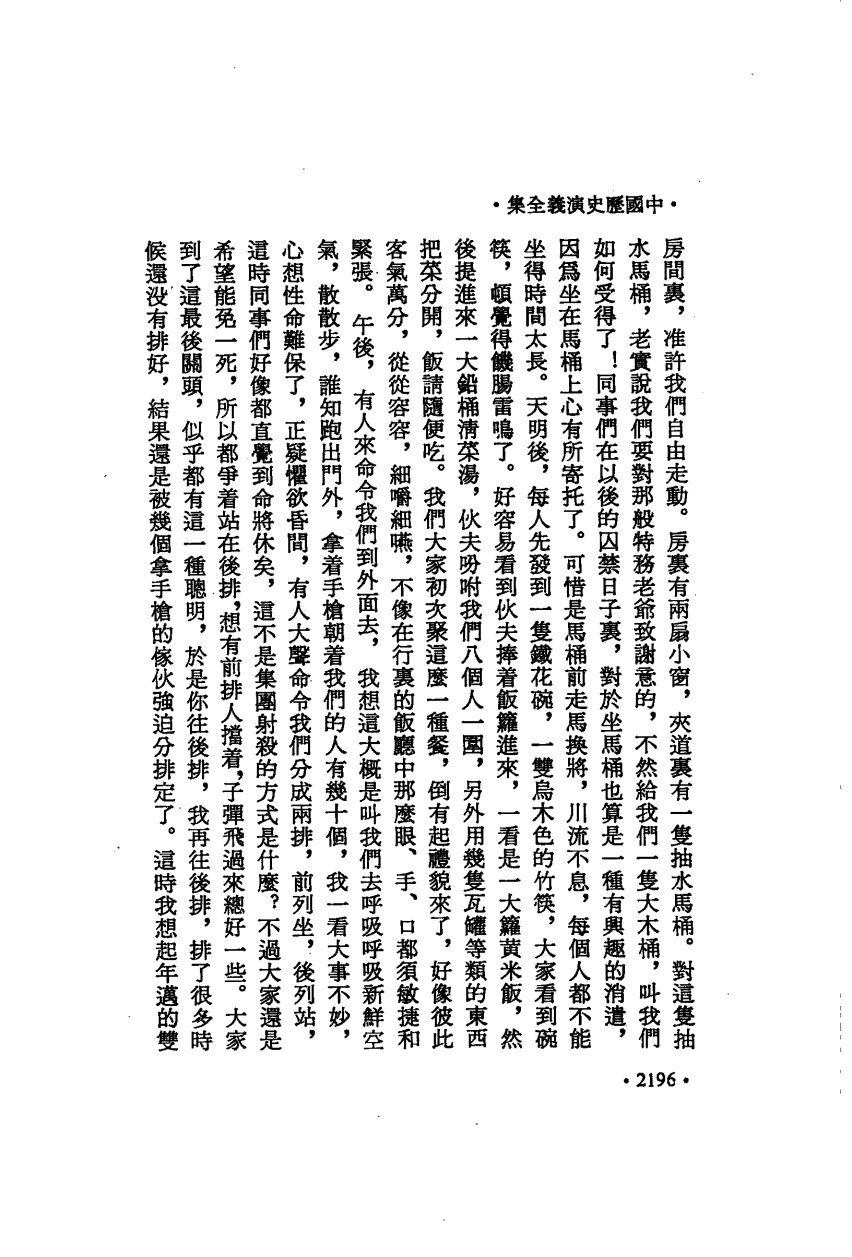 ·中國歷史演義全集·
房間裏，准許我們自由走動。房裏有兩扇小窗，夾道裏有一隻抽水馬桶。對這隻抽
水馬桶，老實說我們要對那般特務老爺致謝意的，不然給我們一隻大木桶，叫我們
如何受得了！同事們在以後的囚禁日子裏，對於坐馬桶也算是一種有興趣的消遣，
因爲坐在馬桶上心有所寄托了。可惜是馬桶前走馬換將，川流不息，每個人都不能
坐得時間太長。天明後，每人先發到一隻鐵花碗，一雙烏木色的竹筷，大家看到碗
筷，頓覺得饑腸雷鳴了。好容易看到伙夫捧着飯籮進來，一看是一大籮黃米飯，然
後提進來一大鉛桶清菜湯，伙夫吩咐我們八個人一圍，另外用幾隻瓦罐等類的東西
把菜分開，飯請隨便吃。我們大家初次聚這麼一種餐，倒有起禮貌來了，好像彼此
客氣萬分，從從容容，細嚼細嚥，不像在行裏的飯廳中那麼眼、手、口都須敏捷和
緊張。午後，有人來命令我們到外面去，我想這大概是叫我們去呼吸呼吸新鮮空
氣，散散步，誰知跑出門外，拿着手槍朝着我們的人有幾十個，我一看大事不妙，
心想性命難保了，正疑懼欲昏間，有人大聲命令我們分成兩排，前列坐，後列站，
這時同事們好像都直覺到命將休矣，這不是集團射殺的方式是什麼？不過大家還是
希望能免一死，所以都爭着站在後排，想有前排人擋着，子彈飛過來總好一些。大家
到了這最後關頭，似乎都有這一種聰明，於是你往後排，我再往後排，排了很多時
候還没有排好，結果還是被幾個拿手槍的傢伙強迫分排定了。這時我想起年邁的雙
·2196·